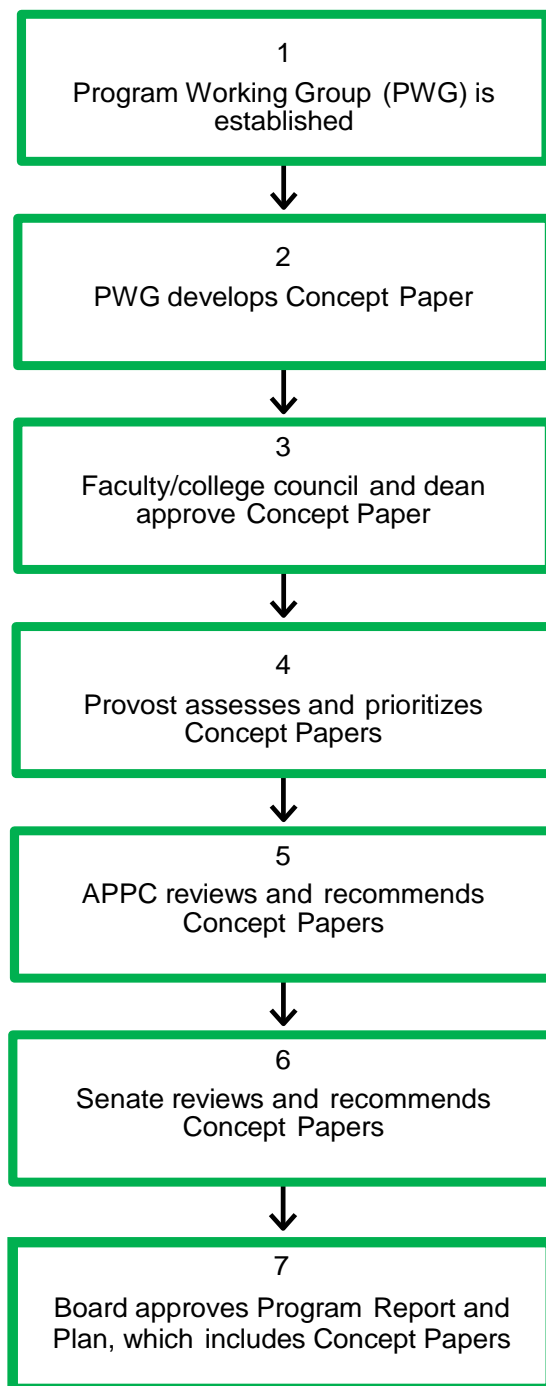 1
Program Working Group (PWG) is
established
2
PWG develops Concept Paper
3
Faculty/college council and dean
approve Concept Paper
4
Provost assesses and prioritizes
Concept Papers
5
APPC reviews and recommends
Concept Papers
6
Senate reviews and recommends
Concept Papers
7
Board approves Program Report and
Plan, which includes Concept Papers